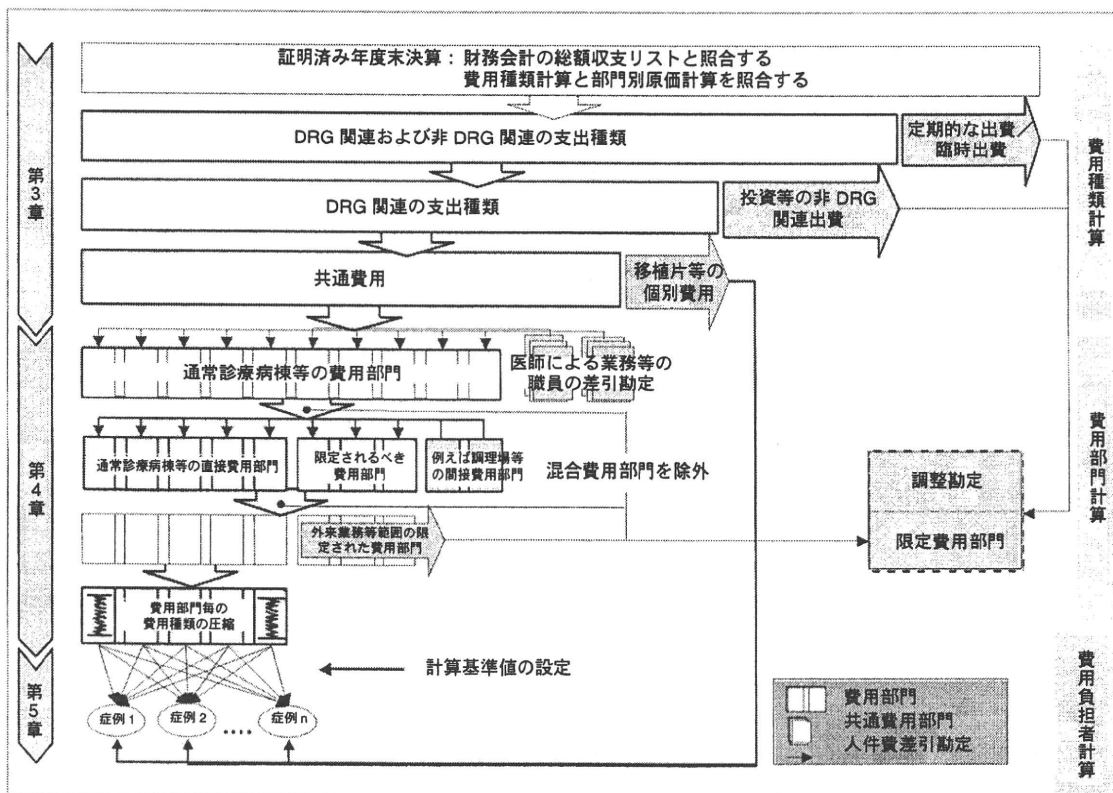 証明済み年度末決算：財務会計の総額収支リストと照合する
費用種類計算と部門別原価計算を照合する
DRG 関連および非 DRG 関連の支出種類
定期的な出費／
臨時出費
DRG 関連の支出種類
投資等の非 DRG
関連出費
共通費用
移植片等の
個別費用
第3章
費用種類計算
通常診療病棟等の費用部門
医師による業務等の
職員の差引勘定
通常診療病棟等の直接費用部門
限定されるべき
費用部門
例えば調理場等
の間接費用部門
混合費用部門を除外
外来業務等範囲の限
定された費用部門
調整勘定
限定費用部門
第4章
費用部門計算
費用部門毎の
費用種類の圧縮
計算基準値の設定
症例 1
症例 2
....
症例 n
第5章
費用負担者計算
費用部門
共通費用部門
人件費差引勘定